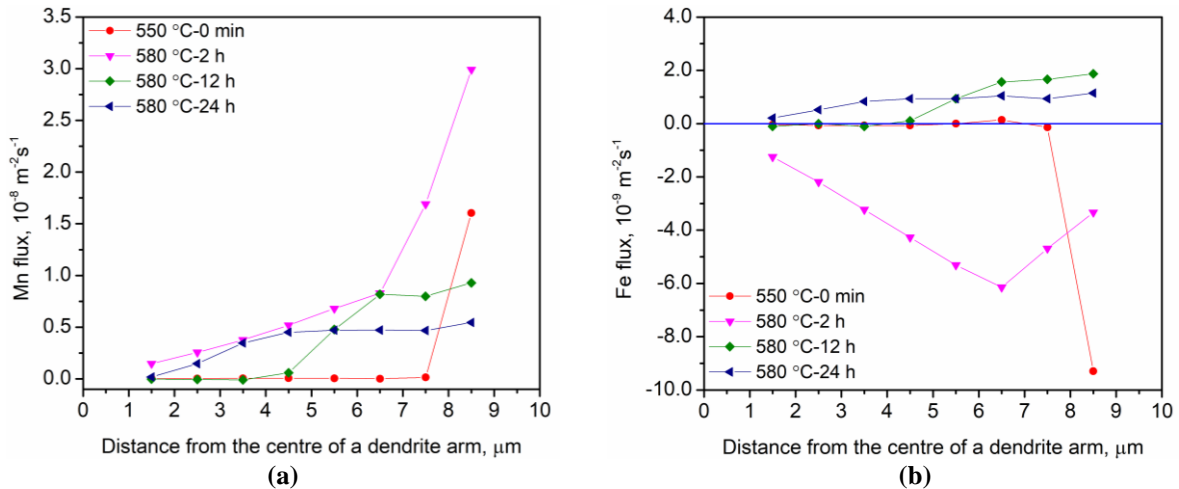 3.5
3.0
2.5
2.0
1.5
1.0
0.5
0.0
Mn flux, 10⁻⁸ m⁻²s⁻¹
550 °C-0 min
580 °C-2 h
580 °C-12 h
580 °C-24 h
0 1 2 3 4 5 6 7 8 9 10
Distance from the centre of a dendrite arm, μm
(a)
4.0
2.0
0.0
-2.0
-4.0
-6.0
-8.0
-10.0
Fe flux, 10⁻⁹ m⁻²s⁻¹
550 °C-0 min
580 °C-2 h
580 °C-12 h
580 °C-24 h
0 1 2 3 4 5 6 7 8 9 10
Distance from the centre of a dendrite arm, μm
(b)